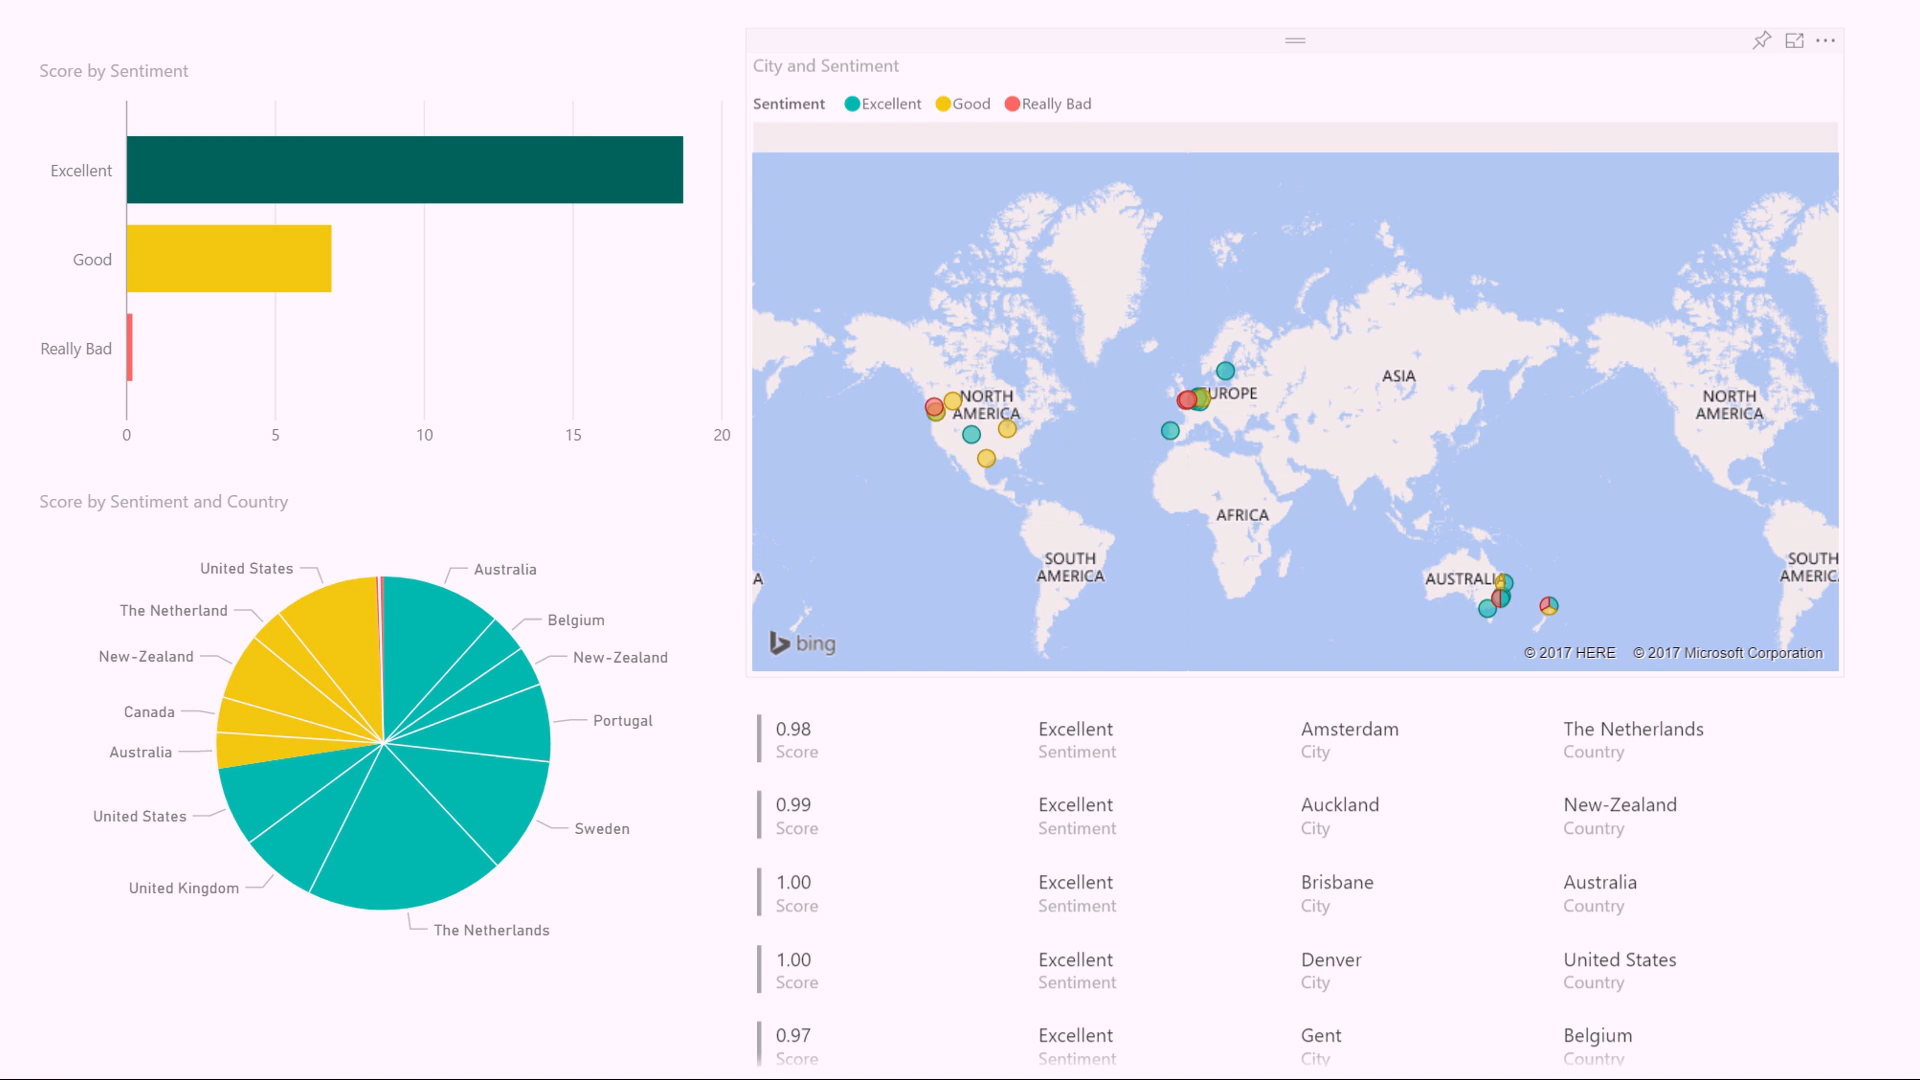 Score by Sentiment
Excellent
Good
Really Bad
0 5 10 15 20
Score by Sentiment and Country
United States
Australia
The Netherland
Belgium
New-Zealand
New-Zealand
Canada
Portugal
Australia
United States
Sweden
United Kingdom
The Netherlands
City and Sentiment
Sentiment Excellent Good Really Bad
NORTH
AMERICA
EUROPE
ASIA
NORTH
AMERICA
AFRICA
SOUTH
AMERICA
A
AUSTRALIA
SOUTH
AMERIC
bing
© 2017 HERE © 2017 Microsoft Corporation
0.98 Excellent Amsterdam The Netherlands
Score Sentiment City Country
0.99 Excellent Auckland New-Zealand
Score Sentiment City Country
1.00 Excellent Brisbane Australia
Score Sentiment City Country
1.00 Excellent Denver United States
Score Sentiment City Country
0.97 Excellent Gent Belgium
Score Sentiment City Country